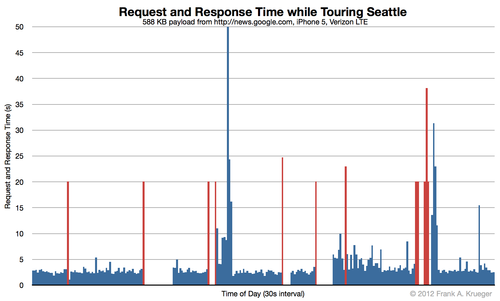 Request and Response Time while Touring Seattle
588 KB payload from http://news.google.com, iPhone 5, Verizon LTE
50
45
40
35
30
25
20
15
10
5
0
Request and Response Time (s)
Time of Day (30s interval)
© 2012 Frank A. Krueger